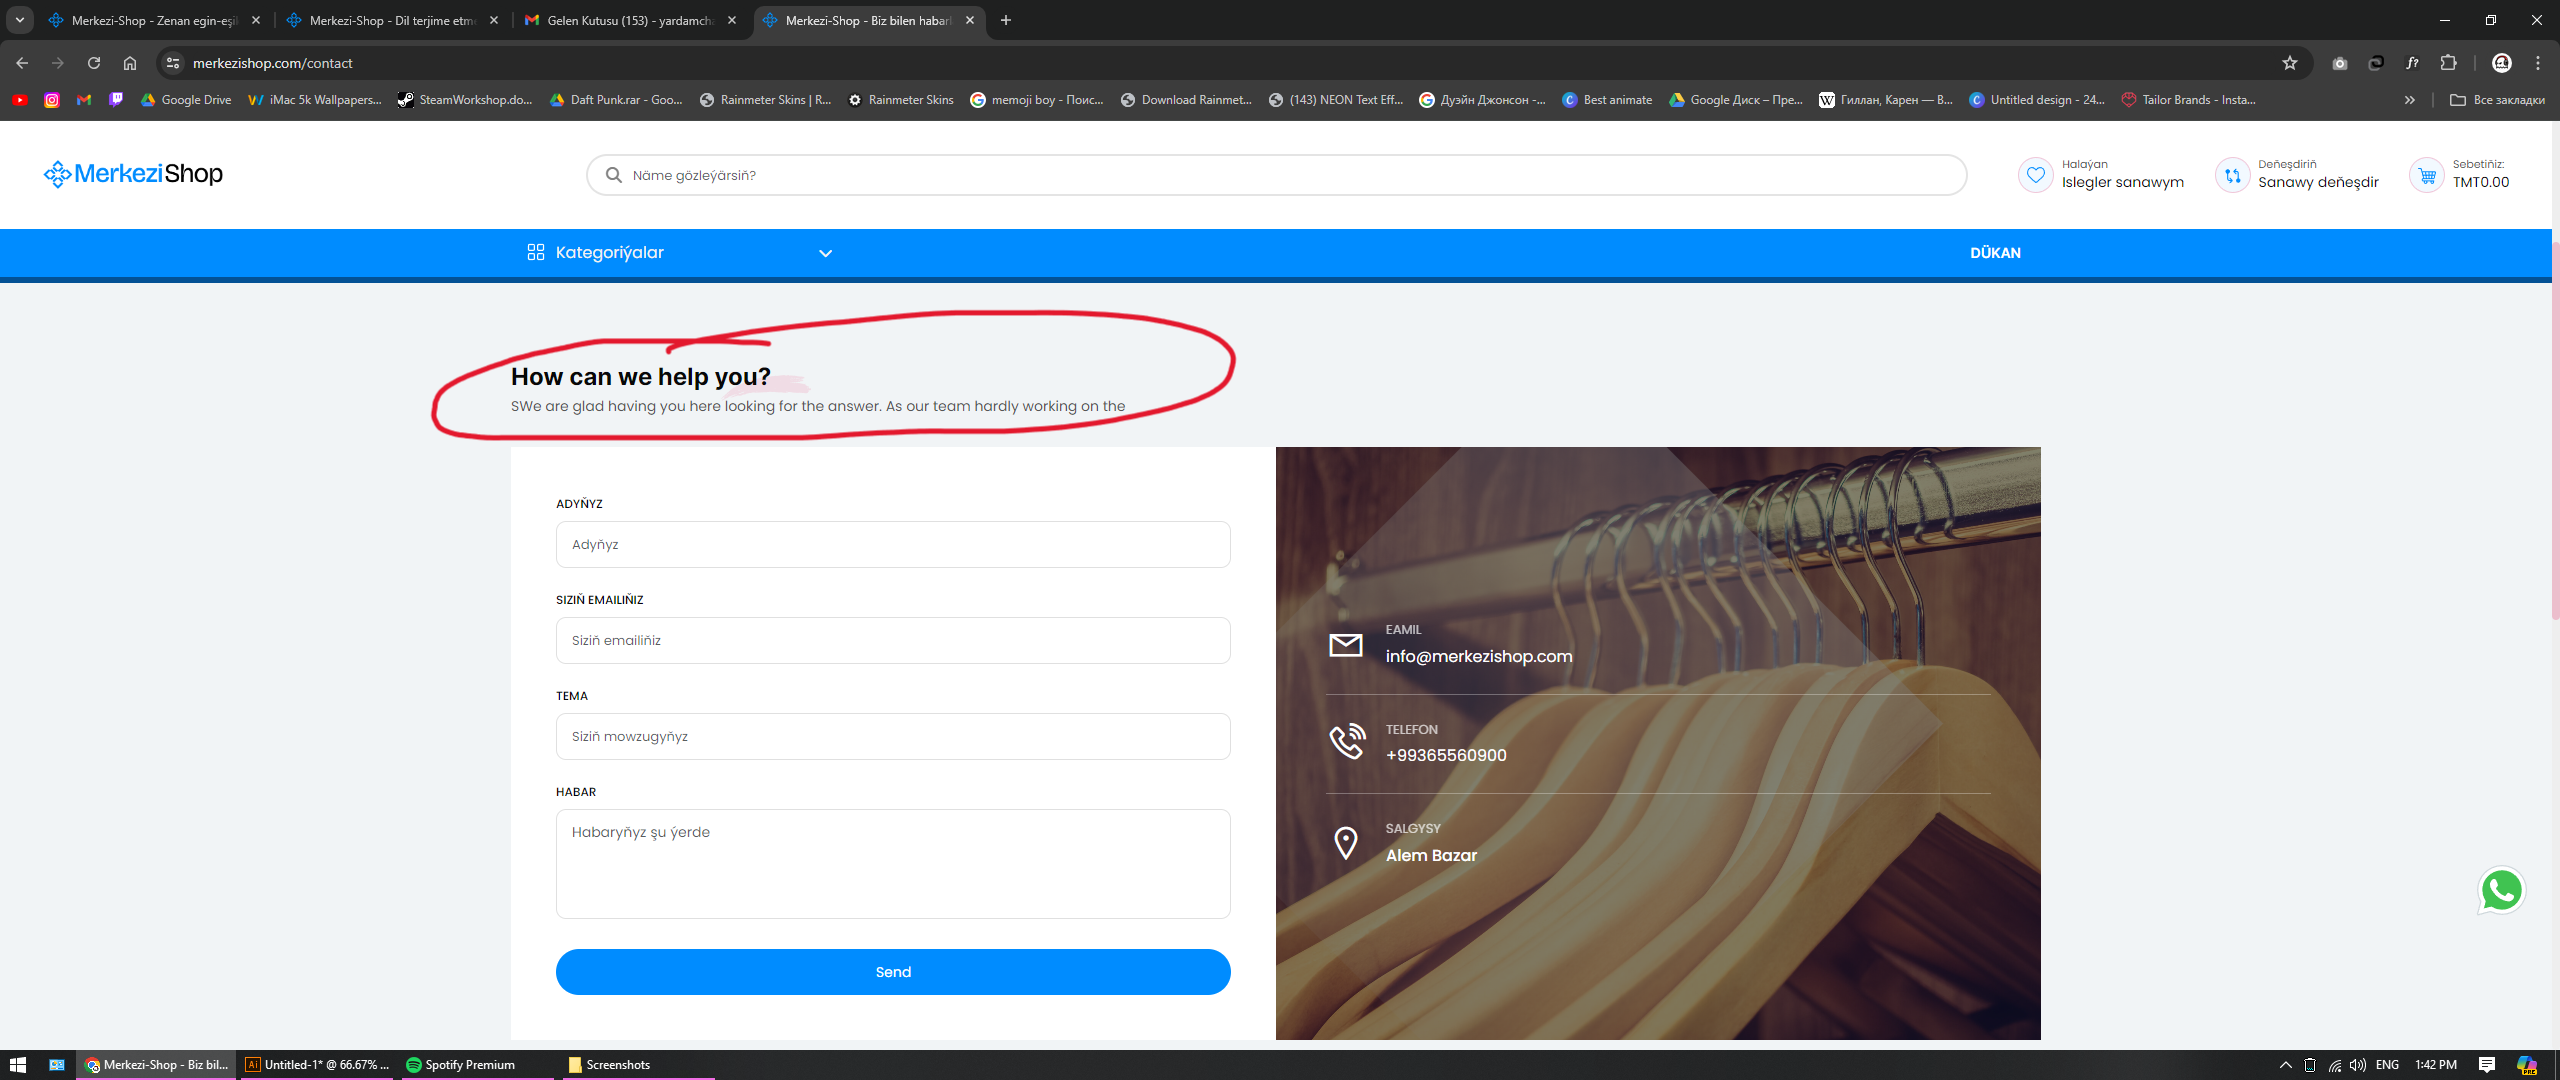 Merkezi-Shop - Zenan egin-eşi
Merkezi-Shop - Dil terjime etm
Gelen Kutusu (153) - yardamcha
Merkezi-Shop - Biz bilen habar
merkezishop.com/contact
Google Drive
iMac 5k Wallpapers...
SteamWorkshop.do...
Daft Punk.rar - Goo...
Rainmeter Skins | R...
Rainmeter Skins
memoji boy - Поис...
Download Rainmet...
(143) NEON Text Eff...
Дуэйн Джонсон -...
Best animate
Google Диск – Пре...
Гиллан, Карен — В...
Untitled design - 24...
Tailor Brands - Insta...
Все закладки
MerkeziShop
Näme gözleýärsiň?
Halaýan
Islegler sanawym
Deňeşdiriň
Sanawy deňeşdir
Sebetiňiz:
TMT0.00
Kategoriýalar
DÜKAN
How can we help you?
SWe are glad having you here looking for the answer. As our team hardly working on the
ADYŇYZ
Adyňyz
SIZIŇ EMAILIŇIZ
Siziň emailiňiz
TEMA
Siziň mowzugyňyz
HABAR
Habaryňyz şu ýerde
Send
EAMIL
info@merkezishop.com
TELEFON
+99365560900
SALGYSY
Alem Bazar
Merkezi-Shop - Biz bil...
Untitled-1* @ 66.67% ...
Spotify Premium
Screenshots
ENG
1:42 PM